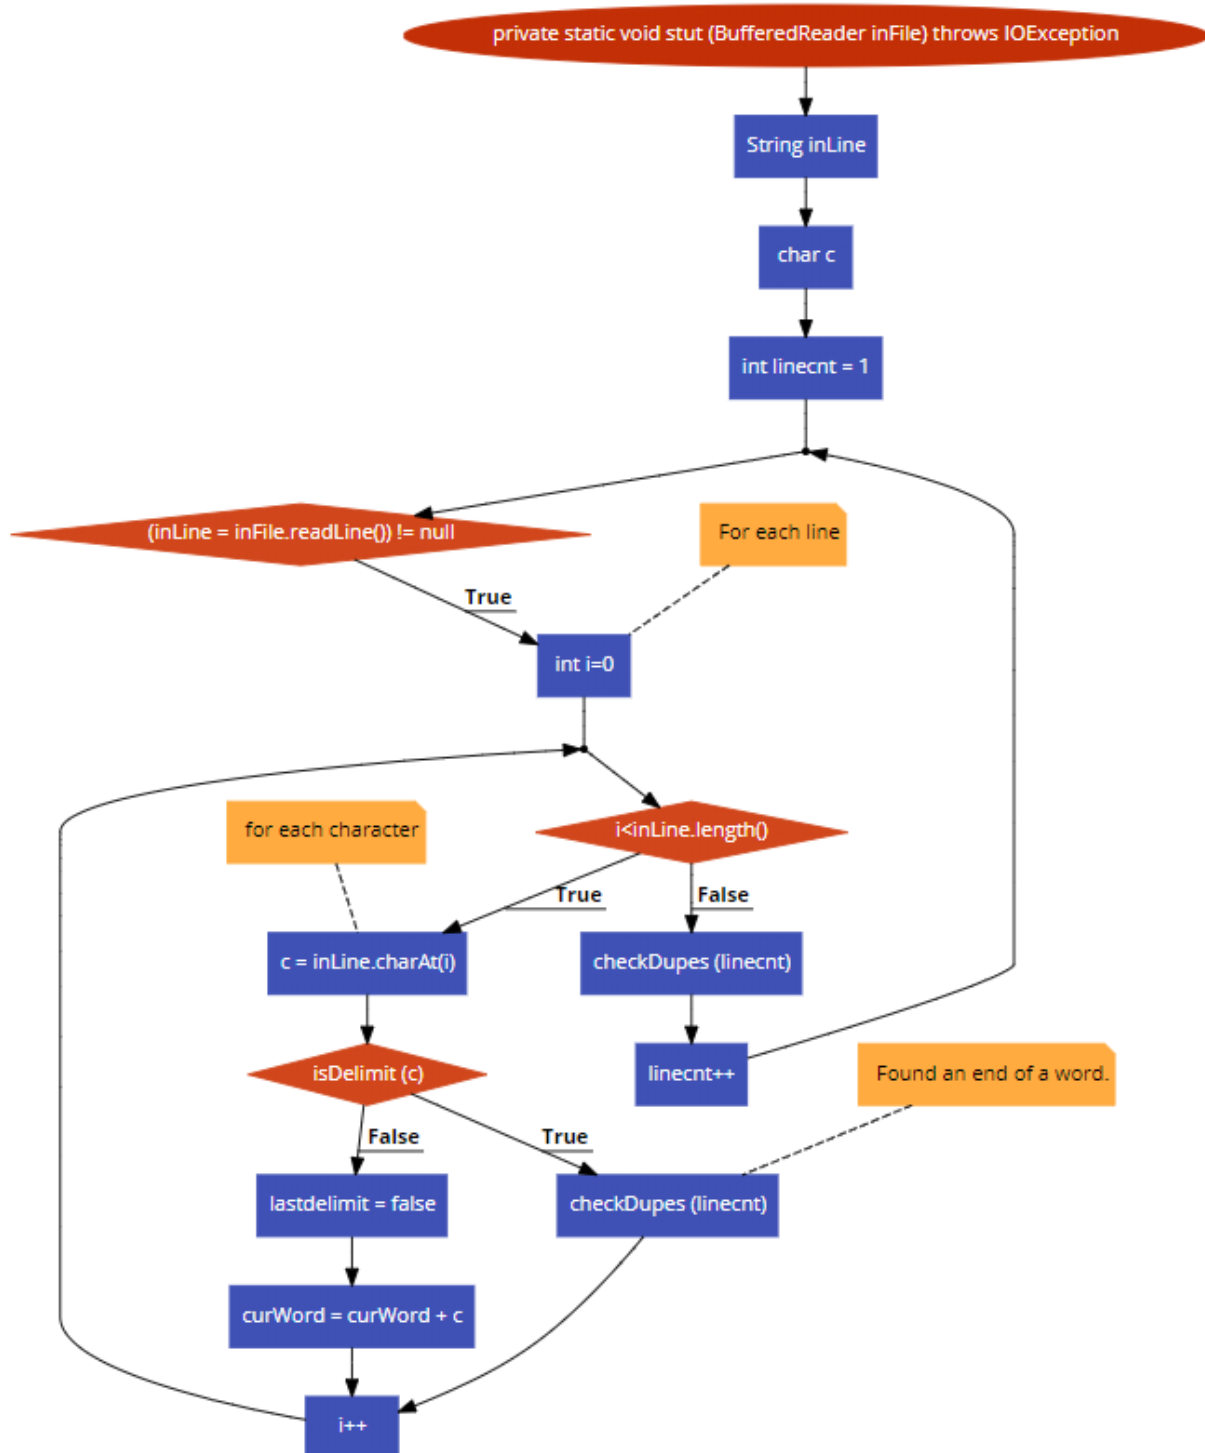 private static void stut (BufferedReader inFile) throws IOException
String inLine
char c
int linecnt = 1
(inLine = inFile.readLine()) != null
For each line
True
int i=0
for each character
i<inLine.length()
True
False
c = inLine.charAt(i)
checkDupes (linecnt)
isDelimit (c)
linecnt++
Found an end of a word.
False
True
lastdelimit = false
checkDupes (linecnt)
curWord = curWord + c
i++